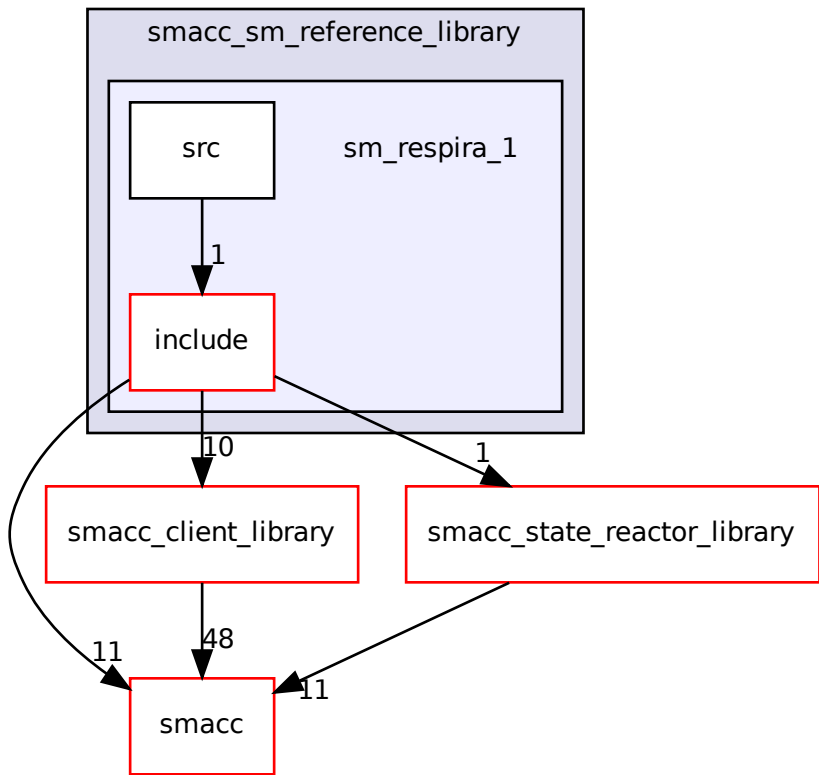 smacc_sm_reference_library
src
sm_respira_1
1
include
10
1
smacc_client_library
smacc_state_reactor_library
48
11
11
smacc